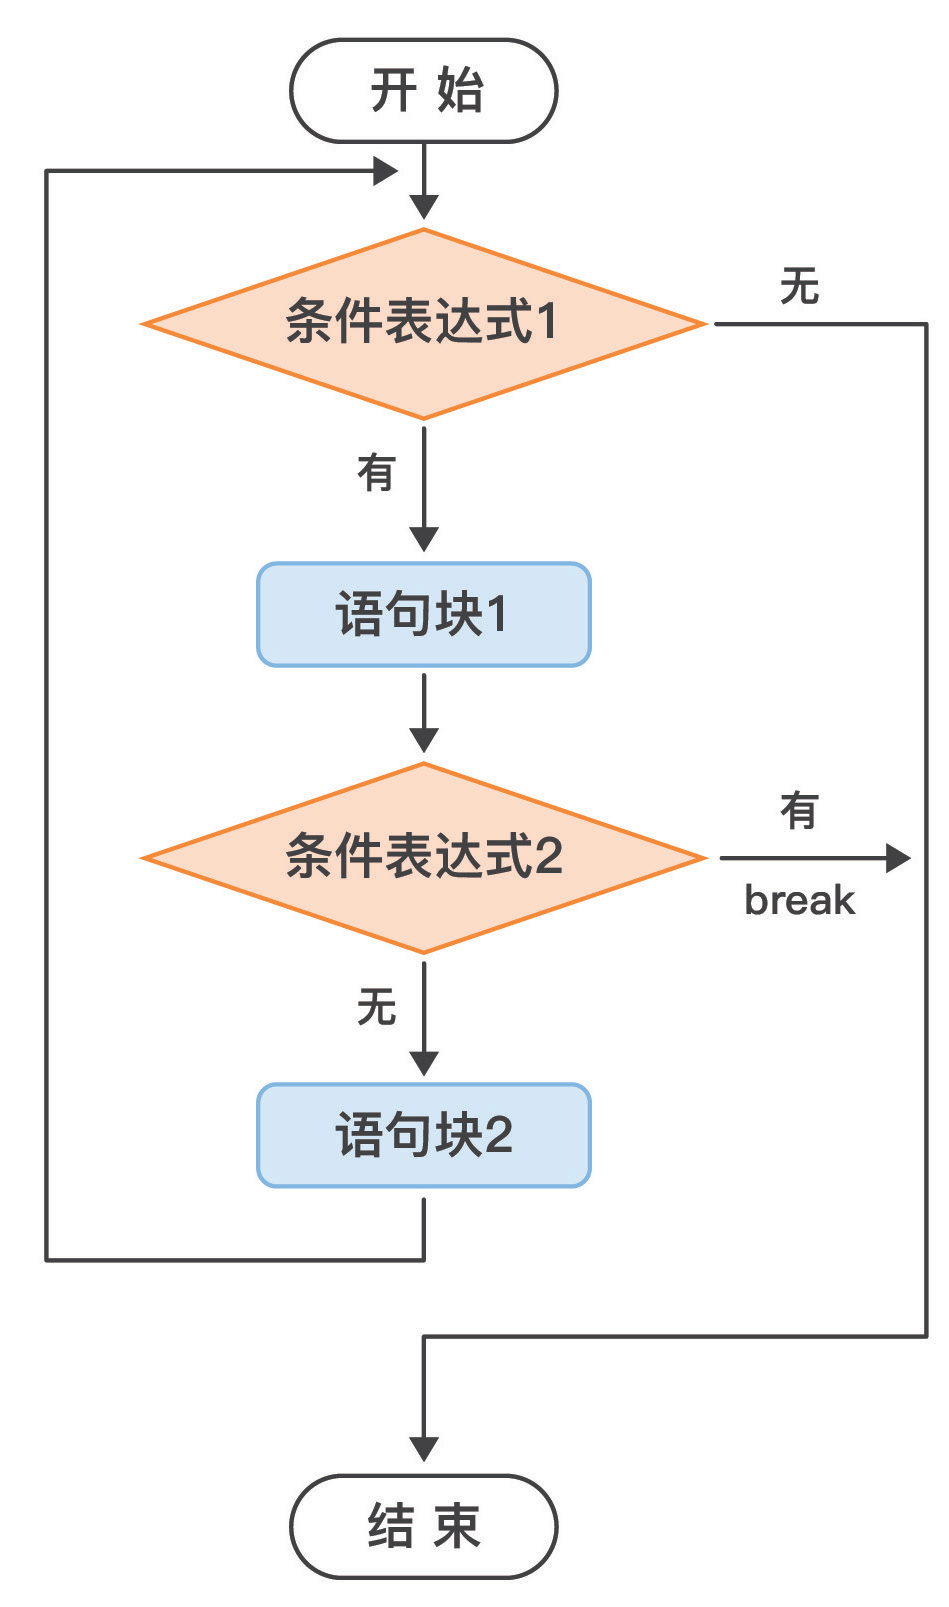 开 始
条件表达式1
无
有
语句块1
条件表达式2
有
break
无
语句块2
结 束